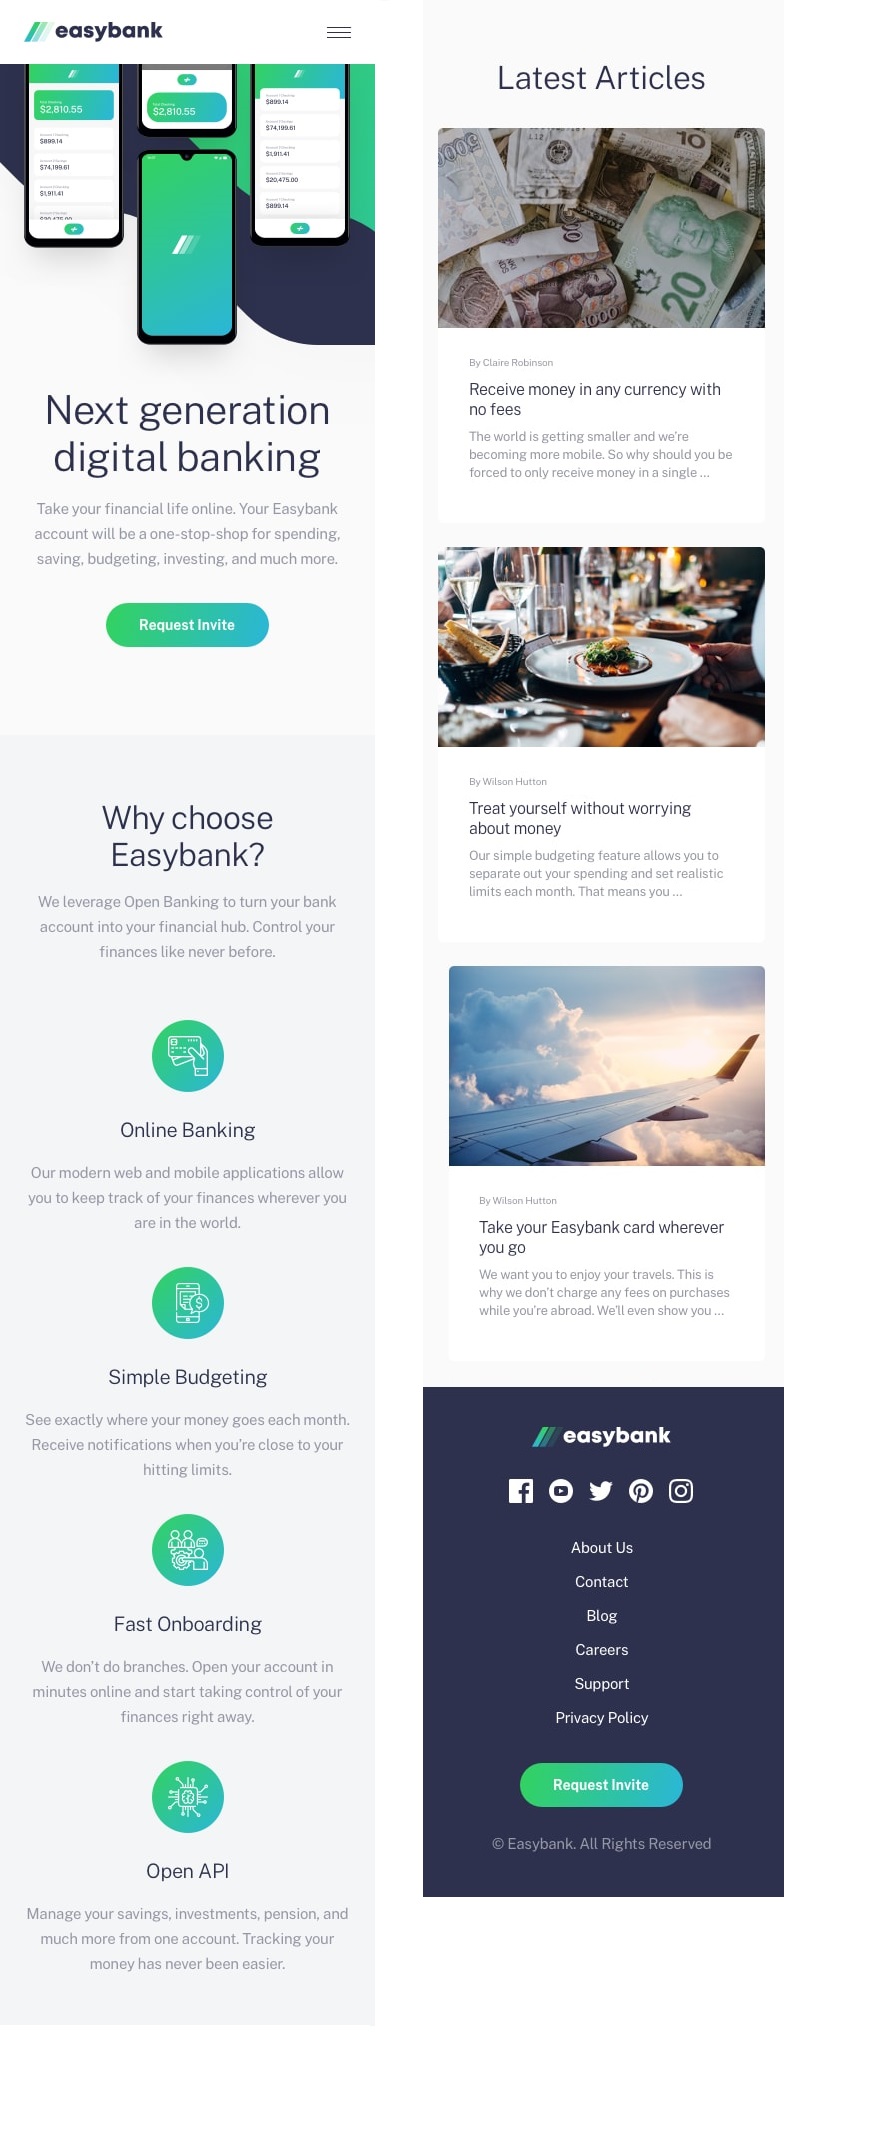 easybank
$2,810.55
$899.14
$74,199.61
$1,911.41
$2,810.55
$899.14
$74,199.61
$1,911.41
$20,475.00
$899.14
Next generation
digital banking
Take your financial life online. Your Easybank
account will be a one-stop-shop for spending,
saving, budgeting, investing, and much more.
Request Invite
Why choose
Easybank?
We leverage Open Banking to turn your bank
account into your financial hub. Control your
finances like never before.
Online Banking
Our modern web and mobile applications allow
you to keep track of your finances wherever you
are in the world.
Simple Budgeting
See exactly where your money goes each month.
Receive notifications when you’re close to your
hitting limits.
Fast Onboarding
We don’t do branches. Open your account in
minutes online and start taking control of your
finances right away.
Open API
Manage your savings, investments, pension, and
much more from one account. Tracking your
money has never been easier.
Latest Articles
20
1000
By Claire Robinson
Receive money in any currency with
no fees
The world is getting smaller and we’re
becoming more mobile. So why should you be
forced to only receive money in a single …
By Wilson Hutton
Treat yourself without worrying
about money
Our simple budgeting feature allows you to
separate out your spending and set realistic
limits each month. That means you …
By Wilson Hutton
Take your Easybank card wherever
you go
We want you to enjoy your travels. This is
why we don’t charge any fees on purchases
while you’re abroad. We’ll even show you …
easybank
About Us
Contact
Blog
Careers
Support
Privacy Policy
Request Invite
© Easybank. All Rights Reserved